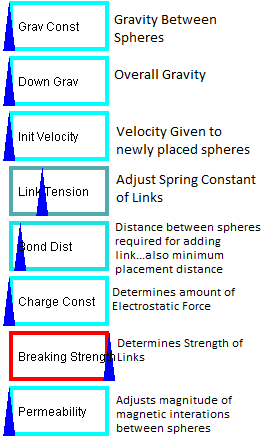 Grav Const
Gravity Between
Spheres
Down Grav
Overall Gravity
Init Velocity
Velocity Given to
newly placed spheres
Link Tension
Adjust Spring Constant
of Links
Bond Dist
Distance between spheres
required for adding
link...also minimum
placement distance
Charge Const
Determines amount of
Electrostatic Force
Breaking Strength
Determines Strength of
Links
Permeability
Adjusts magnitude of
magnetic interations
between spheres